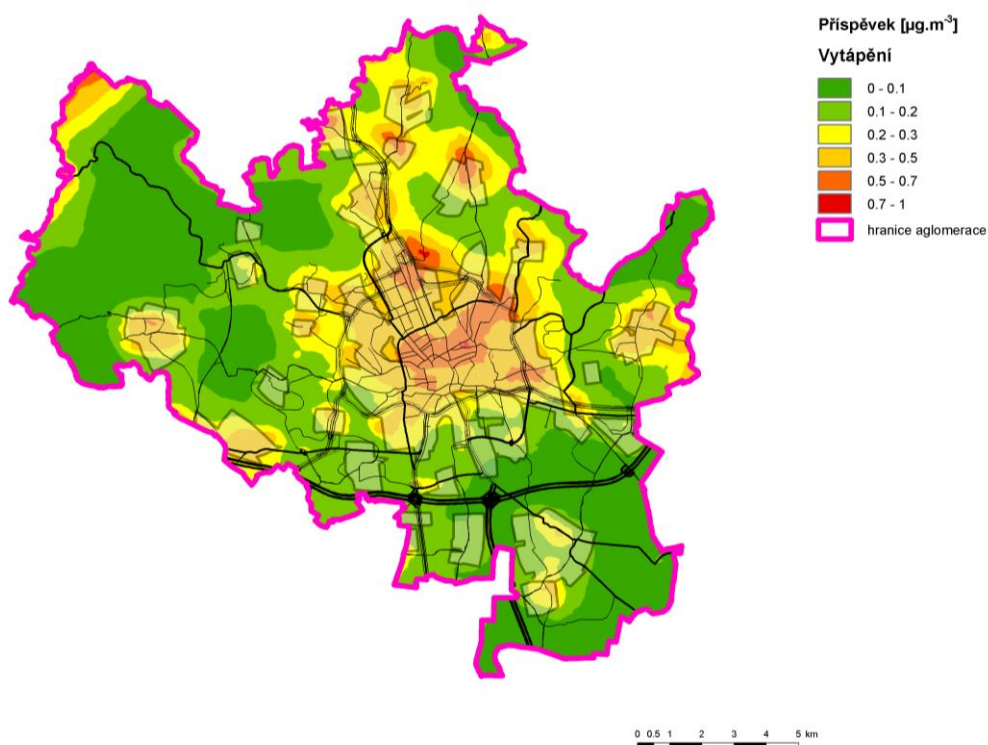 Příspěvek [µg.m-3]
Vytápění
0 - 0.1
0.1 - 0.2
0.2 - 0.3
0.3 - 0.5
0.5 - 0.7
0.7 - 1
hranice aglomerace
0 0.5 1 2 3 4 5 km